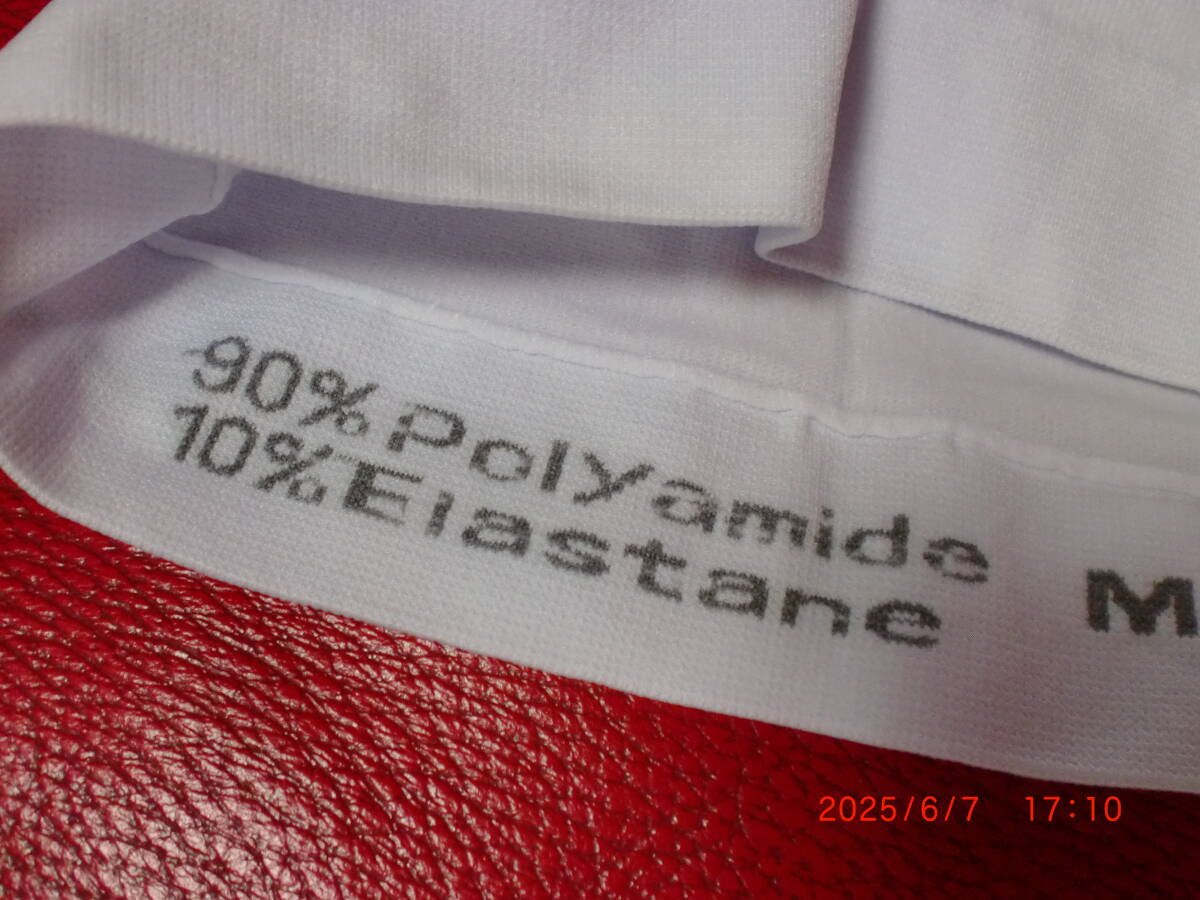 90% Polyamide
10% Elastane
M
2025/6/7 17:10